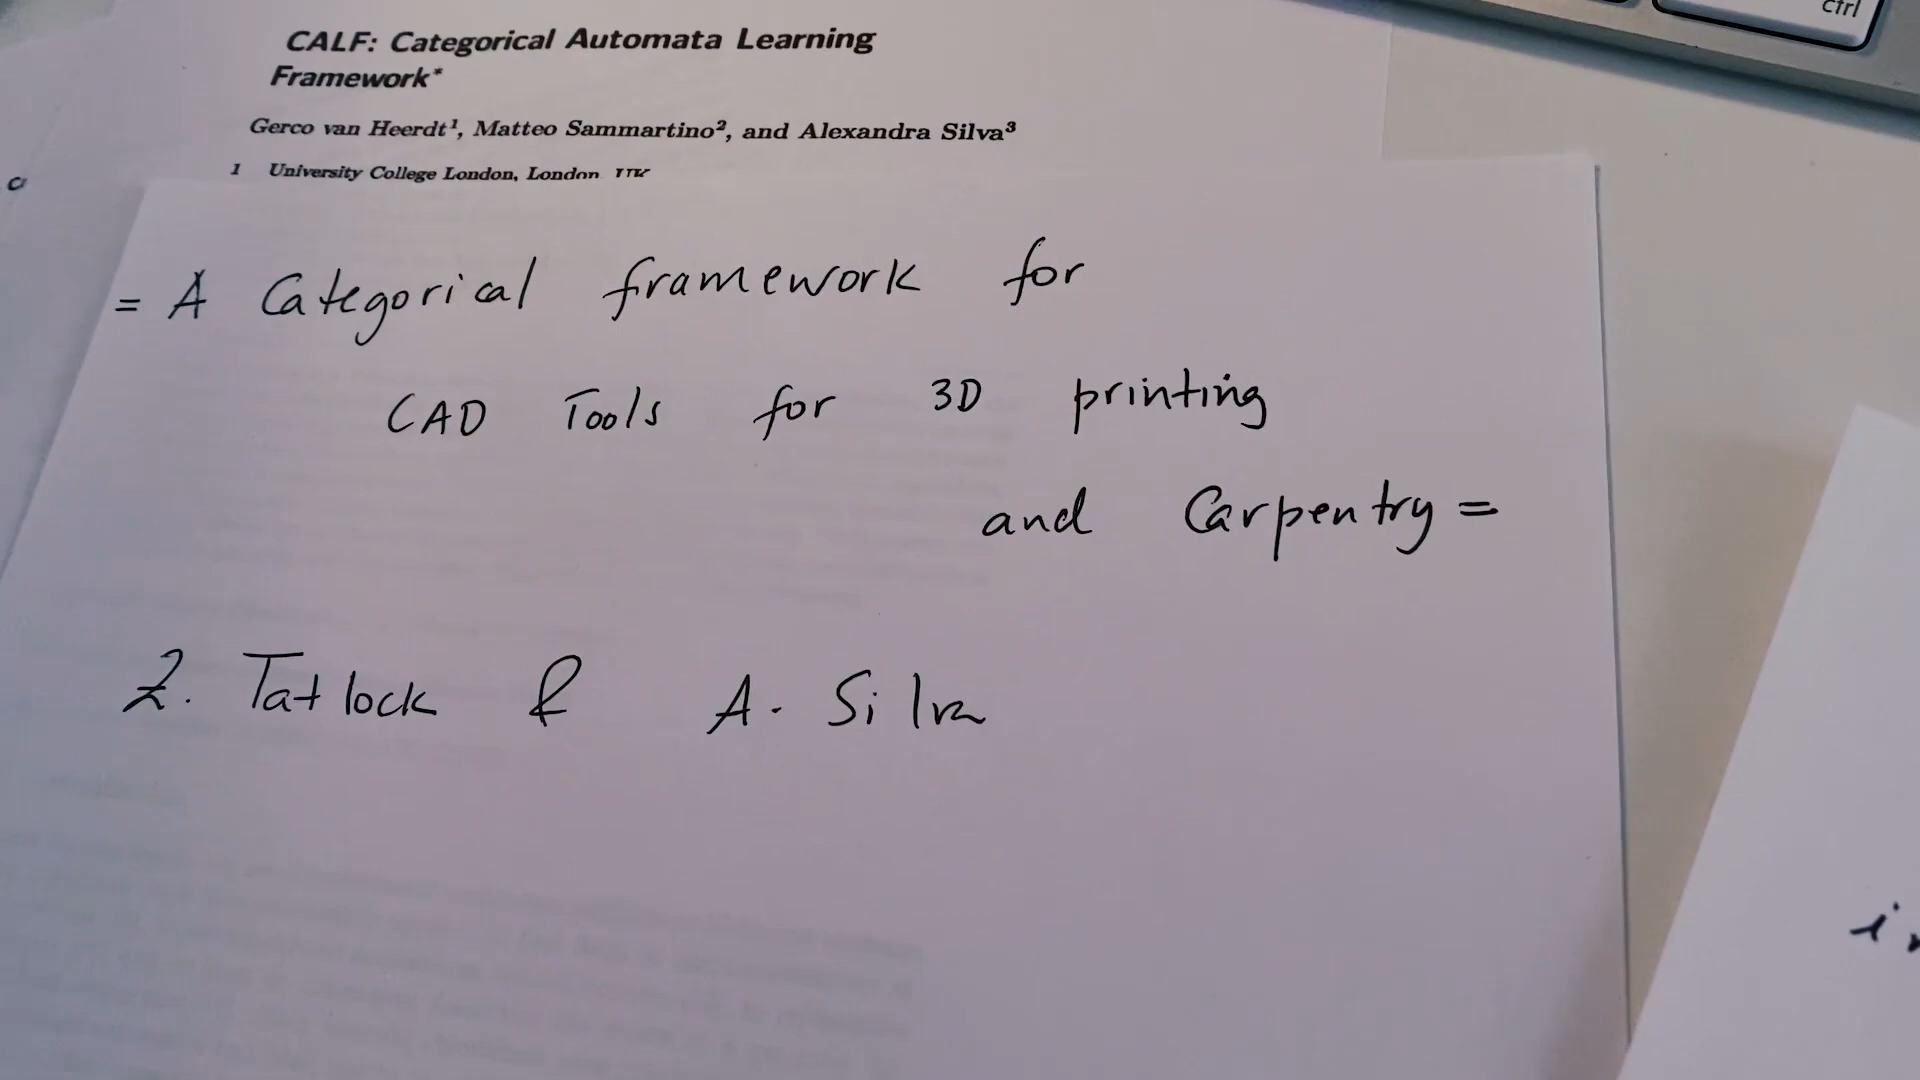 ctrl
CALF: Categorical Automata Learning
Framework*
Gerco van Heerdt¹, Matteo Sammartino², and Alexandra Silva³
1 University College London, London
= A Categorical framework for
CAD Tools for 3D printing
and Carpentry =
Z. Tatlock & A. Silva